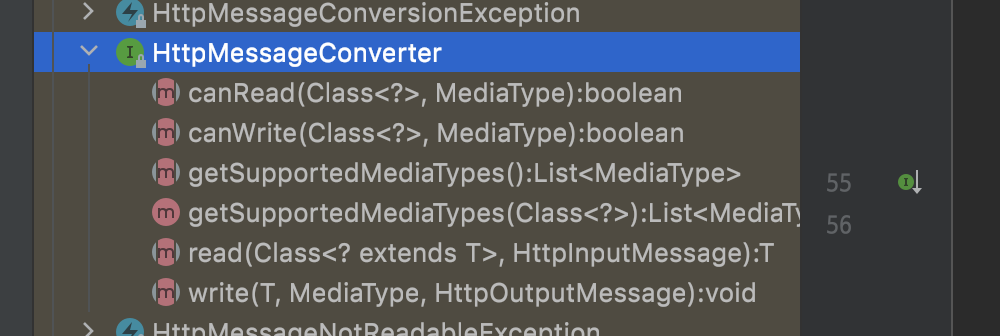 HttpMessageConversionException
HttpMessageConverter
canRead(Class<?>, MediaType):boolean
canWrite(Class<?>, MediaType):boolean
getSupportedMediaTypes():List<MediaType>
55
getSupportedMediaTypes(Class<?>):List<MediaTy
56
read(Class<? extends T>, HttpInputMessage):T
write(T, MediaType, HttpOutputMessage):void
HttpMessageNotReadableException